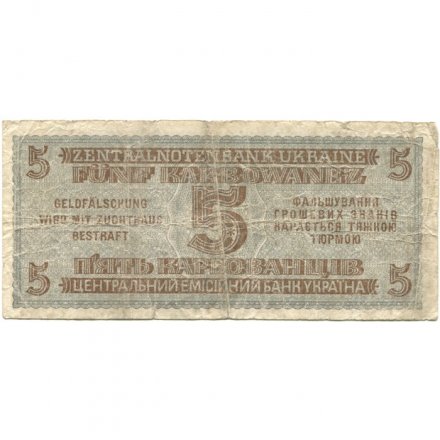 5 ZENTRALNOTENBANK UKRAINE 5
FÜNF KARBOWANEZ
GELDFÄLSCHUNG
WIRD MIT ZUCHTHAUS
BESTRAFT
5
ФАЛЬШУВАННЯ
ГРОШЕВИХ ЗНАКІВ
КАРАЄТЬСЯ ТЯЖКОЮ
ТЮРМОЮ
П'ЯТЬ КАРБОВАНЦІВ
5 ЦЕНТРАЛЬНИЙ ЕМІСІЙНИЙ БАНК УКРАЇНА 5